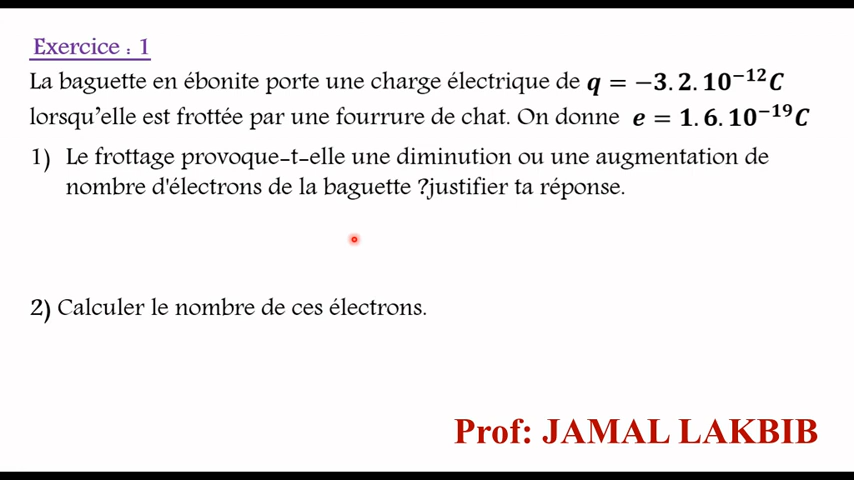 Exercice : 1
La baguette en ébonite porte une charge électrique de q = −3.2.10⁻¹²C
lorsqu'elle est frottée par une fourrure de chat. On donne e = 1.6.10⁻¹⁹C
1) Le frottage provoque-t-elle une diminution ou une augmentation de
nombre d'électrons de la baguette ?justifier ta réponse.
2) Calculer le nombre de ces électrons.
Prof: JAMAL LAKBIB